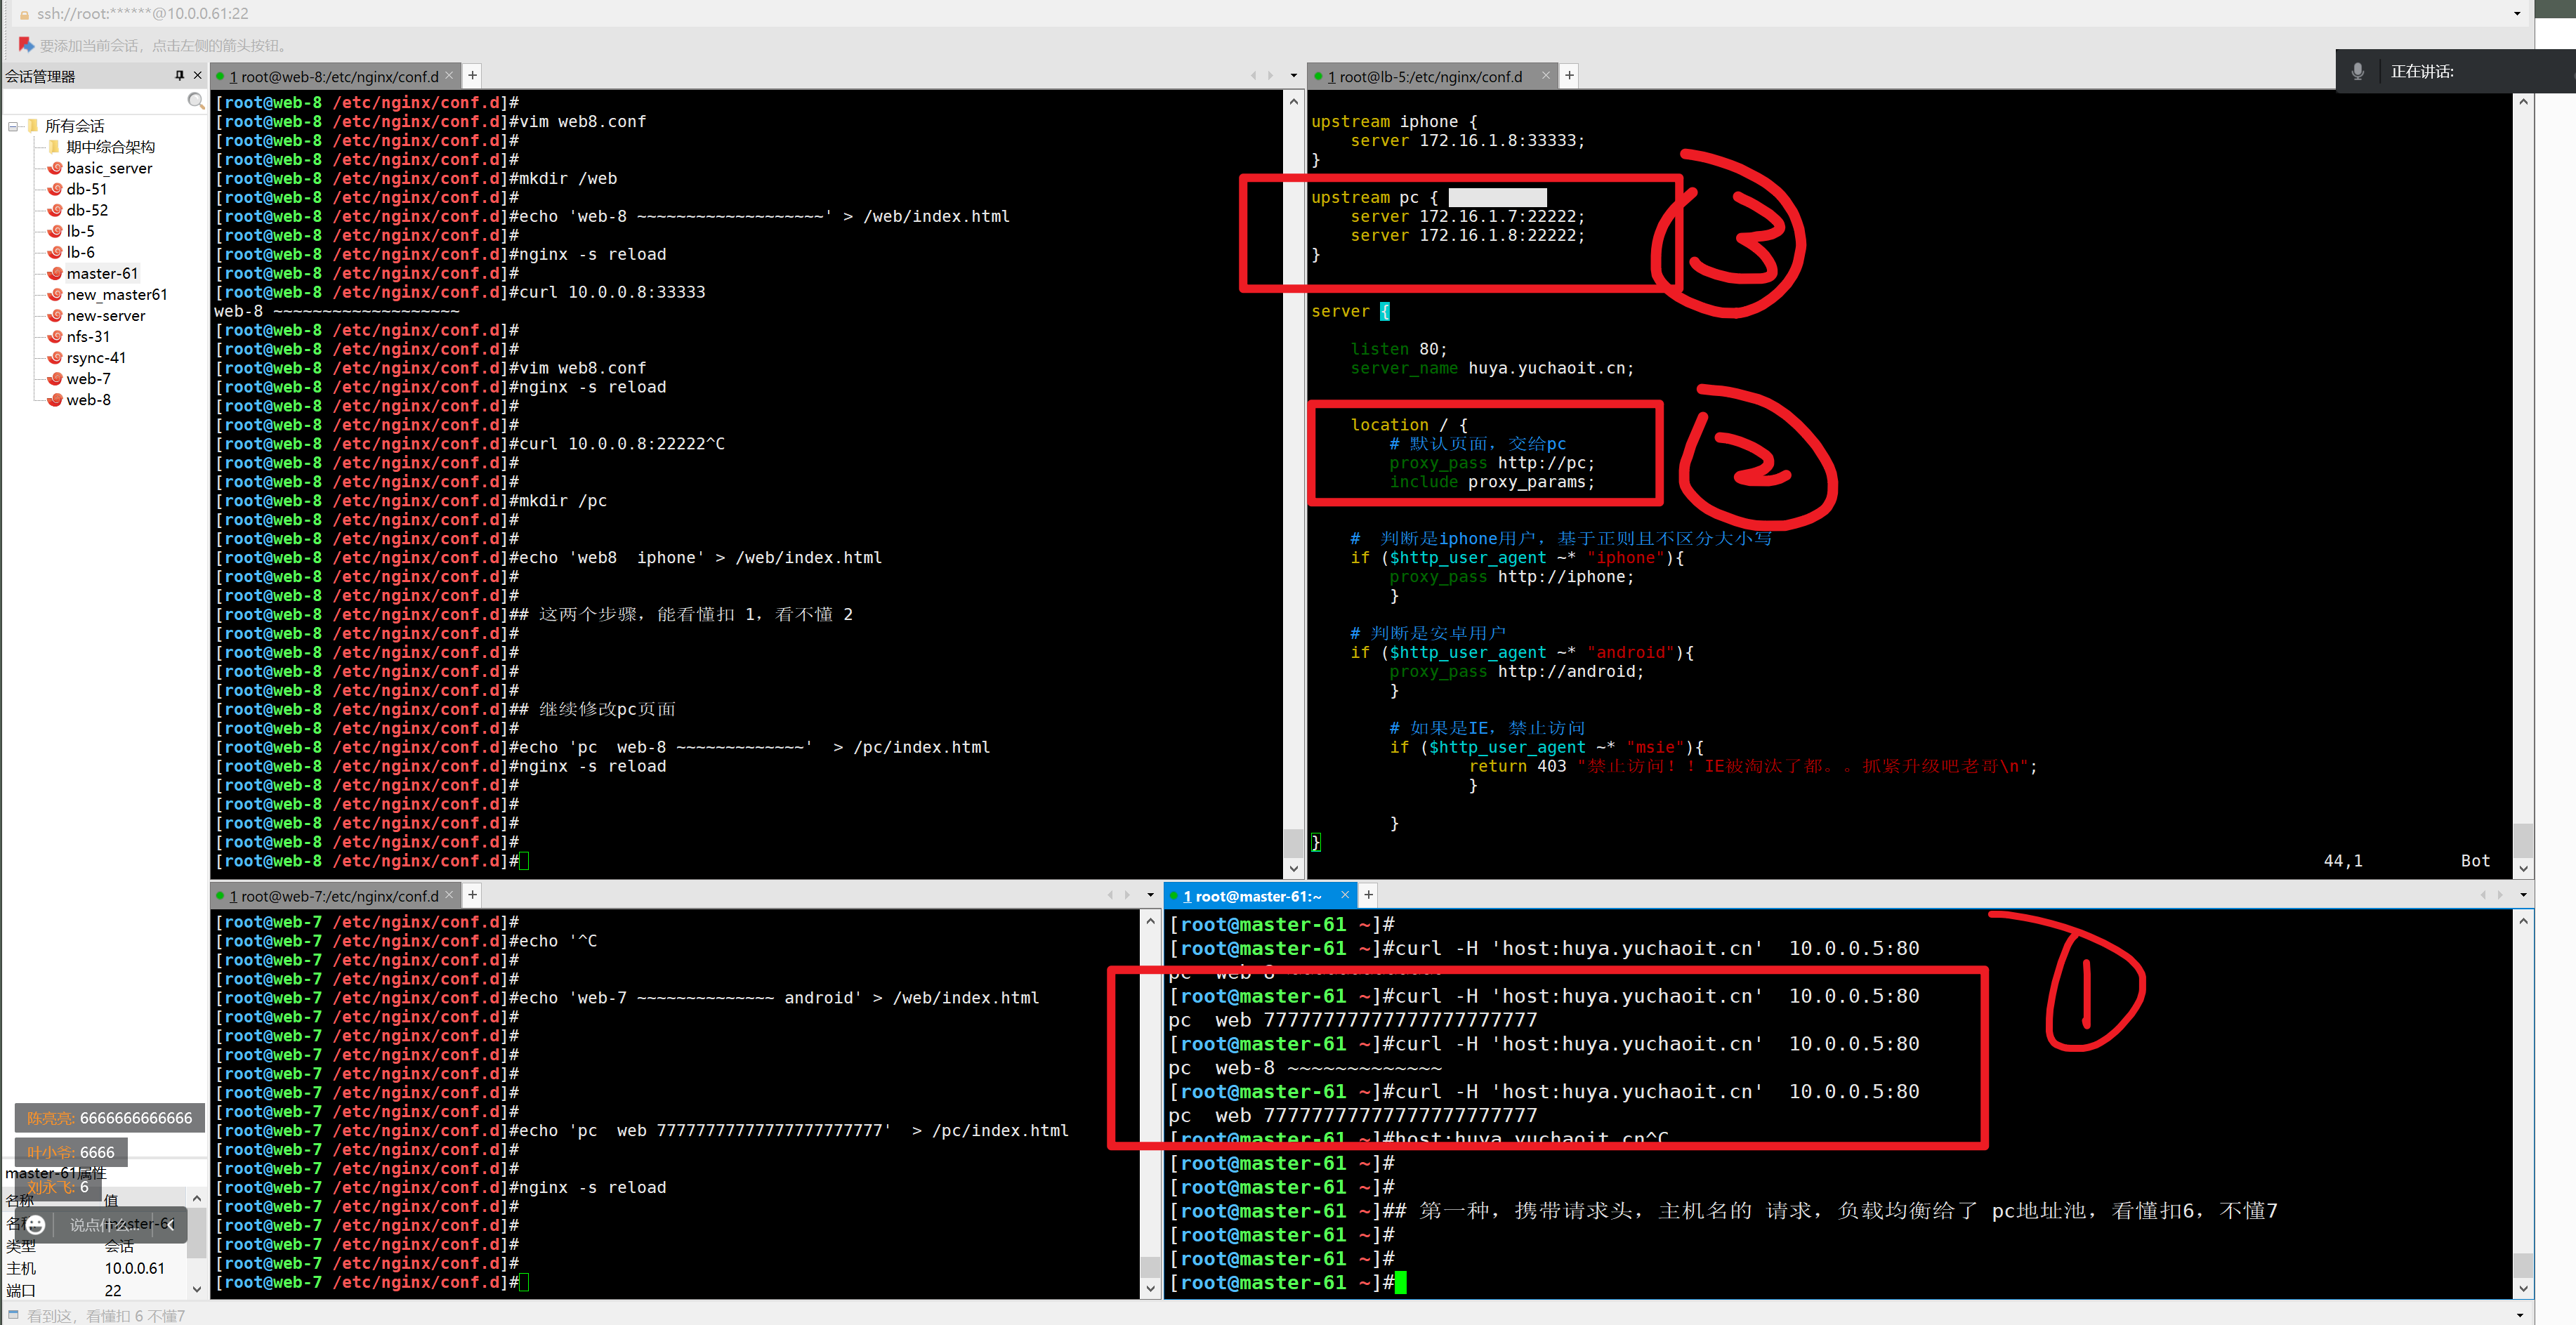 ssh://root:******@10.0.0.61:22
要添加当前会话，点击左侧的箭头按钮。
会话管理器
所有会话
期中综合架构
basic_server
db-51
db-52
lb-5
lb-6
master-61
new_master61
new-server
nfs-31
rsync-41
web-7
web-8
陈亮亮: 6666666666666
叶小爷: 6666
master-61属性
刘永飞: 6
名称 值
说点什么...
类型 会话
主机 10.0.0.61
端口 22
看到这，看懂扣 6 不懂7
1 root@web-8:/etc/nginx/conf.d
[root@web-8 /etc/nginx/conf.d]#
[root@web-8 /etc/nginx/conf.d]#vim web8.conf
[root@web-8 /etc/nginx/conf.d]#
[root@web-8 /etc/nginx/conf.d]#
[root@web-8 /etc/nginx/conf.d]#mkdir /web
[root@web-8 /etc/nginx/conf.d]#
[root@web-8 /etc/nginx/conf.d]#echo 'web-8 ~~~~~~~~~~~~~~~~~~~' > /web/index.html
[root@web-8 /etc/nginx/conf.d]#
[root@web-8 /etc/nginx/conf.d]#nginx -s reload
[root@web-8 /etc/nginx/conf.d]#
[root@web-8 /etc/nginx/conf.d]#curl 10.0.0.8:33333
web-8 ~~~~~~~~~~~~~~~~~~~
[root@web-8 /etc/nginx/conf.d]#
[root@web-8 /etc/nginx/conf.d]#
[root@web-8 /etc/nginx/conf.d]#vim web8.conf
[root@web-8 /etc/nginx/conf.d]#nginx -s reload
[root@web-8 /etc/nginx/conf.d]#
[root@web-8 /etc/nginx/conf.d]#
[root@web-8 /etc/nginx/conf.d]#curl 10.0.0.8:22222^C
[root@web-8 /etc/nginx/conf.d]#
[root@web-8 /etc/nginx/conf.d]#
[root@web-8 /etc/nginx/conf.d]#mkdir /pc
[root@web-8 /etc/nginx/conf.d]#
[root@web-8 /etc/nginx/conf.d]#
[root@web-8 /etc/nginx/conf.d]#echo 'web8  iphone' > /web/index.html
[root@web-8 /etc/nginx/conf.d]#
[root@web-8 /etc/nginx/conf.d]#
[root@web-8 /etc/nginx/conf.d]## 这两个步骤，能看懂扣 1，看不懂 2
[root@web-8 /etc/nginx/conf.d]#
[root@web-8 /etc/nginx/conf.d]#
[root@web-8 /etc/nginx/conf.d]#
[root@web-8 /etc/nginx/conf.d]#
[root@web-8 /etc/nginx/conf.d]## 继续修改pc页面
[root@web-8 /etc/nginx/conf.d]#
[root@web-8 /etc/nginx/conf.d]#echo 'pc  web-8 ~~~~~~~~~~~~~'  > /pc/index.html
[root@web-8 /etc/nginx/conf.d]#nginx -s reload
[root@web-8 /etc/nginx/conf.d]#
[root@web-8 /etc/nginx/conf.d]#
[root@web-8 /etc/nginx/conf.d]#
[root@web-8 /etc/nginx/conf.d]#
[root@web-8 /etc/nginx/conf.d]#
1 root@lb-5:/etc/nginx/conf.d
正在讲话:
upstream iphone {
server 172.16.1.8:33333;
}
upstream pc {
server 172.16.1.7:22222;
server 172.16.1.8:22222;
}
3
server {
listen 80;
server_name huya.yuchaoit.cn;
location / {
# 默认页面，交给pc
proxy_pass http://pc;
include proxy_params;
2
#  判断是iphone用户，基于正则且不区分大小写
if ($http_user_agent ~* "iphone"){
proxy_pass http://iphone;
}
# 判断是安卓用户
if ($http_user_agent ~* "android"){
proxy_pass http://android;
}
# 如果是IE，禁止访问
if ($http_user_agent ~* "msie"){
return 403 "禁止访问！！IE被淘汰了都。。抓紧升级吧老哥\n";
}
}
}
44,1 Bot
1 root@web-7:/etc/nginx/conf.d
[root@web-7 /etc/nginx/conf.d]#
[root@web-7 /etc/nginx/conf.d]#echo '^C
[root@web-7 /etc/nginx/conf.d]#
[root@web-7 /etc/nginx/conf.d]#
[root@web-7 /etc/nginx/conf.d]#echo 'web-7 ~~~~~~~~~~~~~~ android' > /web/index.html
[root@web-7 /etc/nginx/conf.d]#
[root@web-7 /etc/nginx/conf.d]#
[root@web-7 /etc/nginx/conf.d]#
[root@web-7 /etc/nginx/conf.d]#
[root@web-7 /etc/nginx/conf.d]#
[root@web-7 /etc/nginx/conf.d]#
[root@web-7 /etc/nginx/conf.d]#echo 'pc  web 77777777777777777777777'  > /pc/index.html
[root@web-7 /etc/nginx/conf.d]#
[root@web-7 /etc/nginx/conf.d]#
[root@web-7 /etc/nginx/conf.d]#nginx -s reload
[root@web-7 /etc/nginx/conf.d]#
[root@web-7 /etc/nginx/conf.d]#
[root@web-7 /etc/nginx/conf.d]#
[root@web-7 /etc/nginx/conf.d]#
[root@web-7 /etc/nginx/conf.d]#
1 root@master-61:~
[root@master-61 ~]#
[root@master-61 ~]#curl -H 'host:huya.yuchaoit.cn'  10.0.0.5:80
pc  web-8 ~~~~~~~~~~~~~
[root@master-61 ~]#curl -H 'host:huya.yuchaoit.cn'  10.0.0.5:80
pc  web 77777777777777777777777
[root@master-61 ~]#curl -H 'host:huya.yuchaoit.cn'  10.0.0.5:80
pc  web-8 ~~~~~~~~~~~~~
[root@master-61 ~]#curl -H 'host:huya.yuchaoit.cn'  10.0.0.5:80
pc  web 77777777777777777777777
[root@master-61 ~]#host:huya.yuchaoit.cn^C
[root@master-61 ~]#
[root@master-61 ~]#
[root@master-61 ~]## 第一种，携带请求头，主机名的 请求，负载均衡给了 pc地址池，看懂扣6，不懂7
[root@master-61 ~]#
[root@master-61 ~]#
[root@master-61 ~]#
1